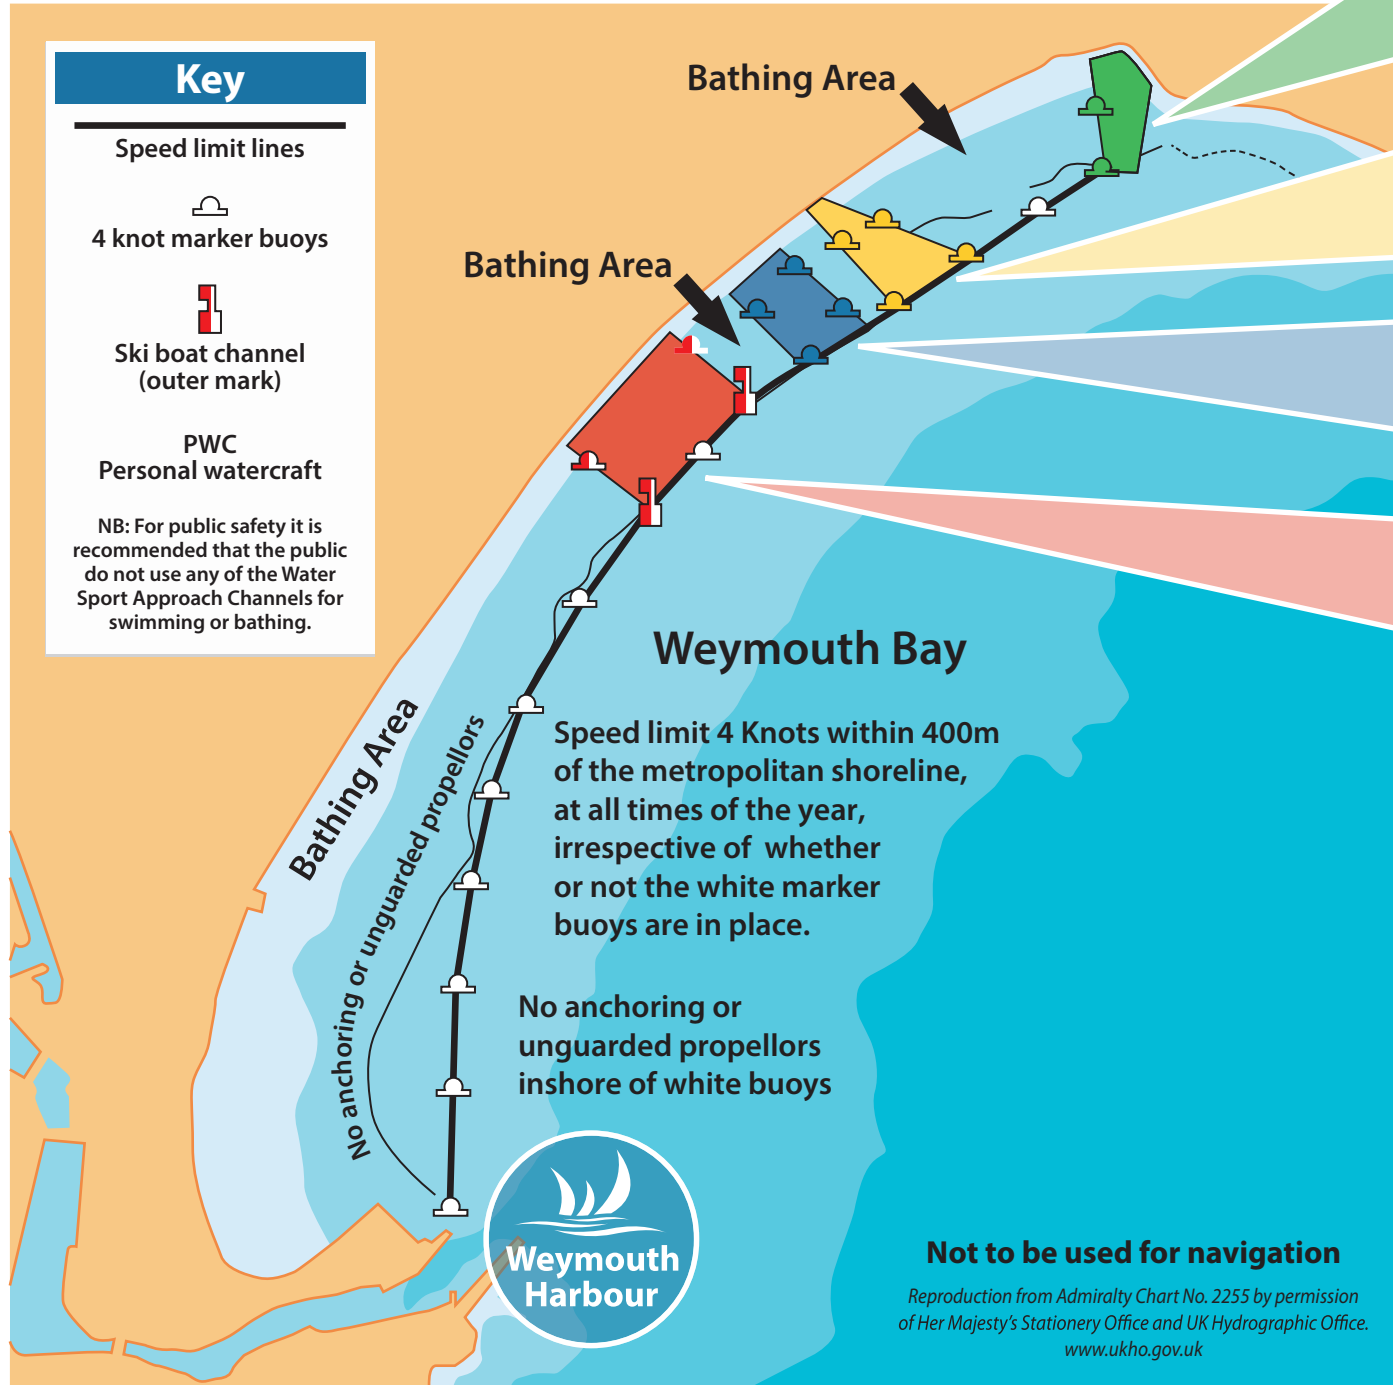 Key
Speed limit lines
4 knot marker buoys
Ski boat channel
(outer mark)
PWC
Personal watercraft
NB: For public safety it is
recommended that the public
do not use any of the Water
Sport Approach Channels for
swimming or bathing.
Bathing Area
Bathing Area
Bathing Area
No anchoring or unguarded propellors
Weymouth Bay
Speed limit 4 Knots within 400m
of the metropolitan shoreline,
at all times of the year,
irrespective of whether
or not the white marker
buoys are in place.
No anchoring or
unguarded propellors
inshore of white buoys
Weymouth
Harbour
Not to be used for navigation
Reproduction from Admiralty Chart No. 2255 by permission
of Her Majesty's Stationery Office and UK Hydrographic Office.
www.ukho.gov.uk